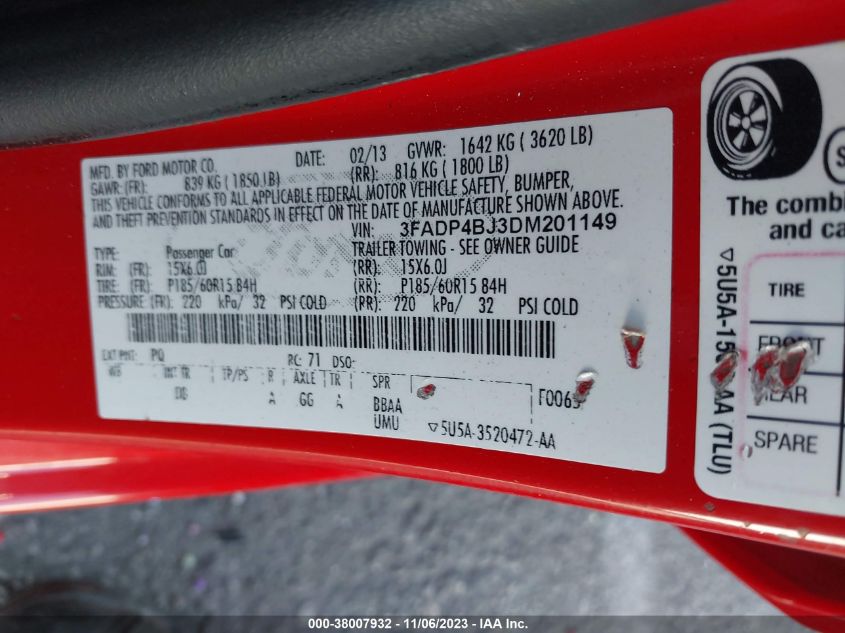 MFD. BY FORD MOTOR CO.
DATE: 02/13 GVWR: 1642 KG ( 3620 LB)
GAWR: (FR): 839 KG ( 1850 LB) (RR): 816 KG ( 1800 LB)
THIS VEHICLE CONFORMS TO ALL APPLICABLE FEDERAL MOTOR VEHICLE SAFETY, BUMPER,
AND THEFT PREVENTION STANDARDS IN EFFECT ON THE DATE OF MANUFACTURE SHOWN ABOVE.
VIN: 3FADP4BJ3DM201149
TYPE: Passenger Car TRAILER TOWING - SEE OWNER GUIDE
RIM: (FR): 15X6.0J (RR): 15X6.0J
TIRE: (FR): P185/60R15 84H (RR): P185/60R15 84H
PRESSURE: (FR): 220 kPa/ 32 PSI COLD (RR): 220 kPa/ 32 PSI COLD
EXT PNT: PQ RC: 71 DSO:
WB INT TR TP/PS R AXLE TR SPR
A GG A BBAA
UMU
F0065
▽5U5A-3520472-AA
The combi
and ca
TIRE
FRONT
REAR
SPARE
AA (TLU)
000-38007932 - 11/06/2023 - IAA Inc.